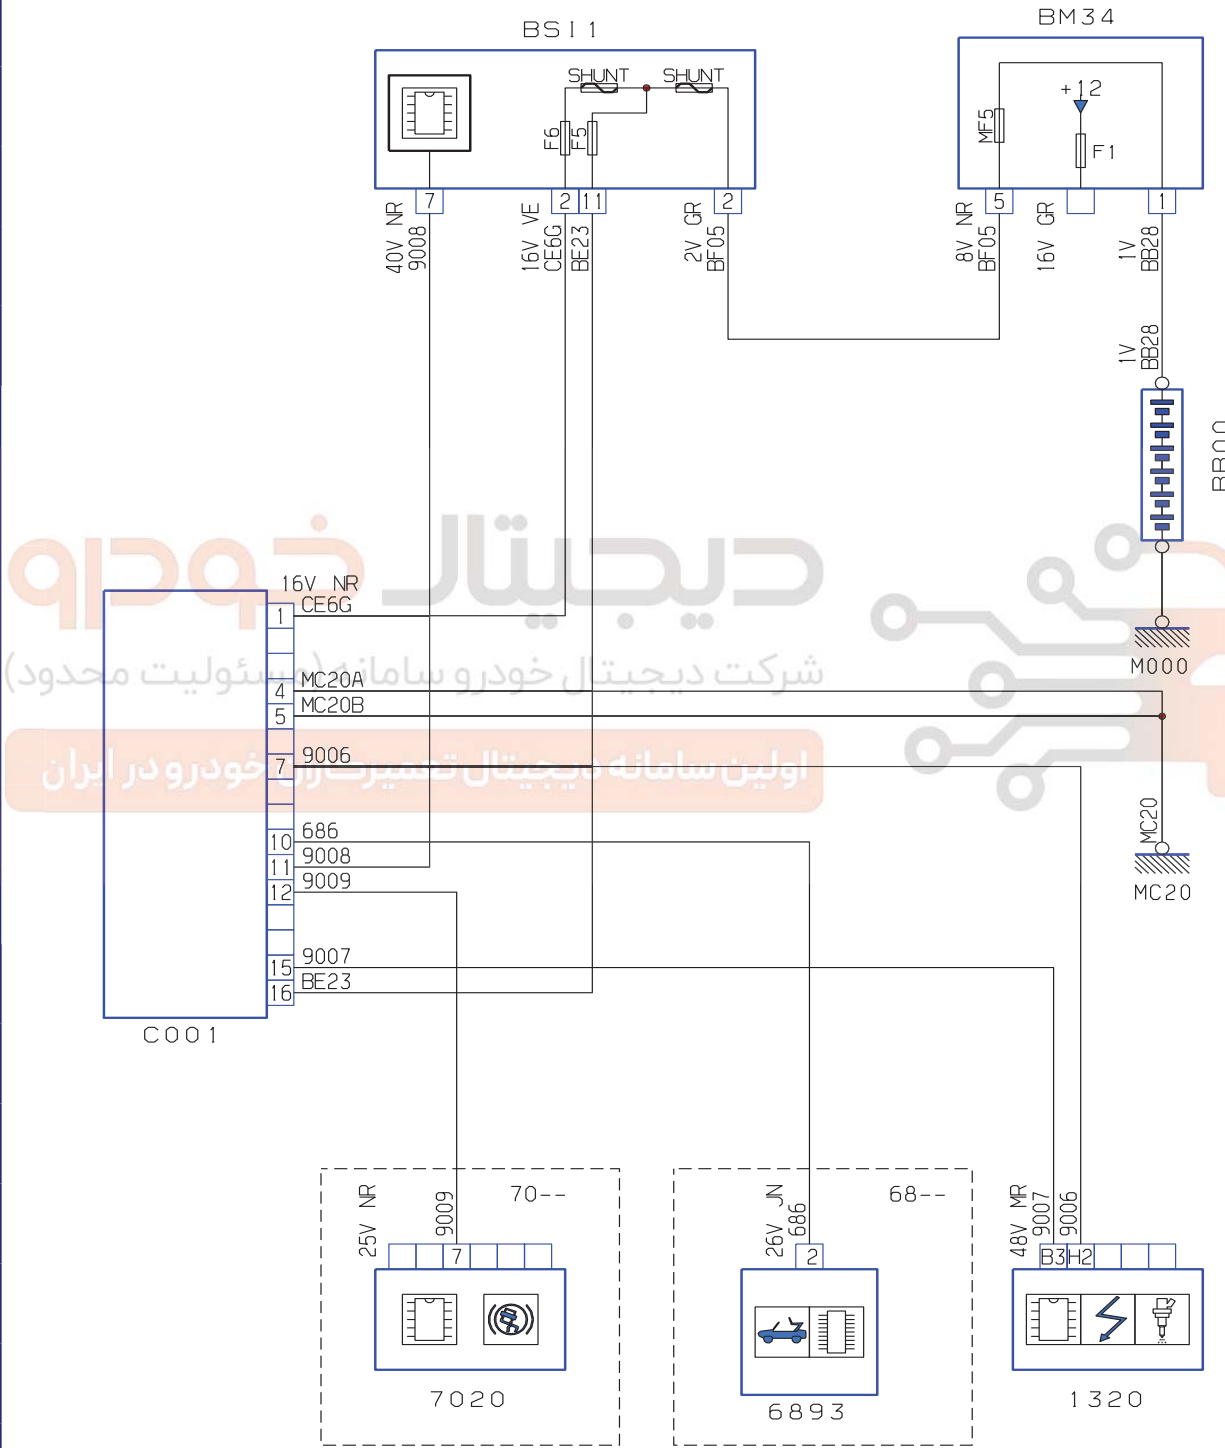 BSI1
BM34
SHUNT
SHUNT
F6
F5
MF5
+12
F1
7
2
11
2
5
1
40V NR
9008
16V VE
CE6G
BE23
2V GR
BF05
8V NR
BF05
16V GR
1V
BB28
1V
BB28
BB00
دیجیتال خودرو
شرکت دیجیتال خودرو سامانه (مسئولیت محدود)
اولین سامانه دیجیتال تعمیرکاران خودرو در ایران
M000
16V NR
1
CE6G
4
MC20A
5
MC20B
7
9006
10
686
11
9008
12
9009
15
9007
16
BE23
C001
MC20
MC20
70--
25V NR
9009
7
7020
68--
26V JN
686
2
6893
48V MR
9007
9006
B3
H2
1320